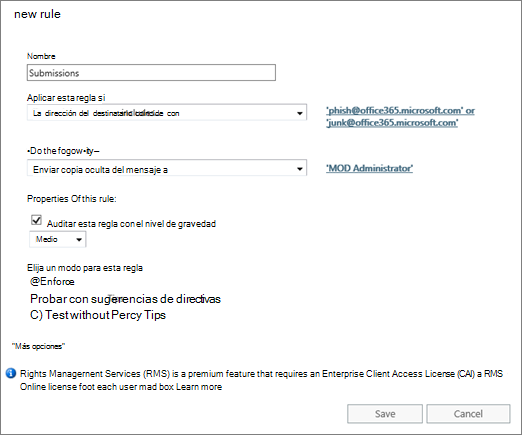 new rule
Nombre
Submissions
Aplicar esta regla si
La dirección del destinatario coincide con
'phish@office365.microsoft.com' or
'junk@office365.microsoft.com'
•Do the fogow•ity—
Enviar copia oculta del mensaje a
'MOD Administrator'
Properties Of this rule:
Auditar esta regla con el nivel de gravedad
Medio
Elija un modo para esta regla
@Enforce
Probar con sugerencias de directivas
C) Test without Percy Tips
"Más opciones"
Rights Management Services (RMS) is a premium feature that requires an Enterprise Client Access License (CAI) a RMS
Online license foot each user mad box Learn more
Save
Cancel